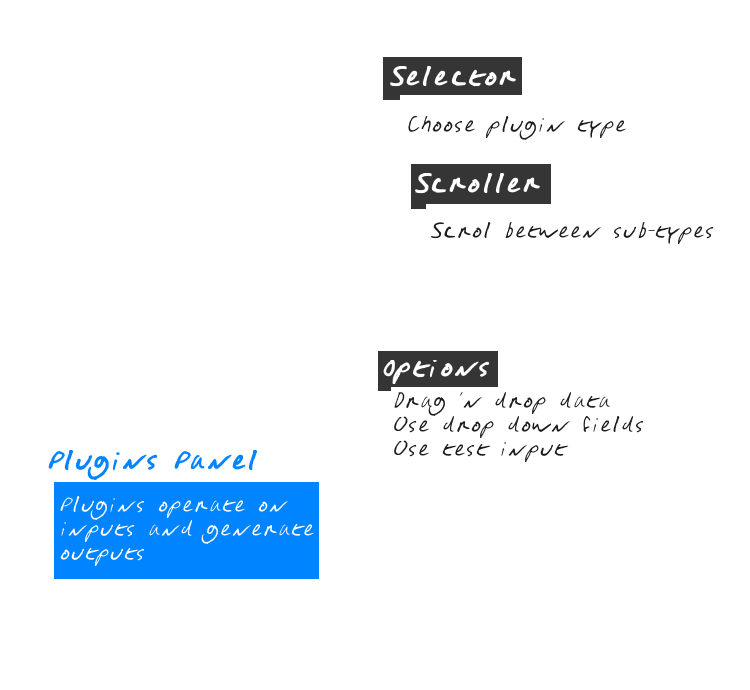 Selector
Choose plugin type
Scroller
Scrol between sub-types
Options
Drag 'n drop data
Use drop down fields
Use test input
Plugins Panel
Plugins operate on
inputs and generate
outputs